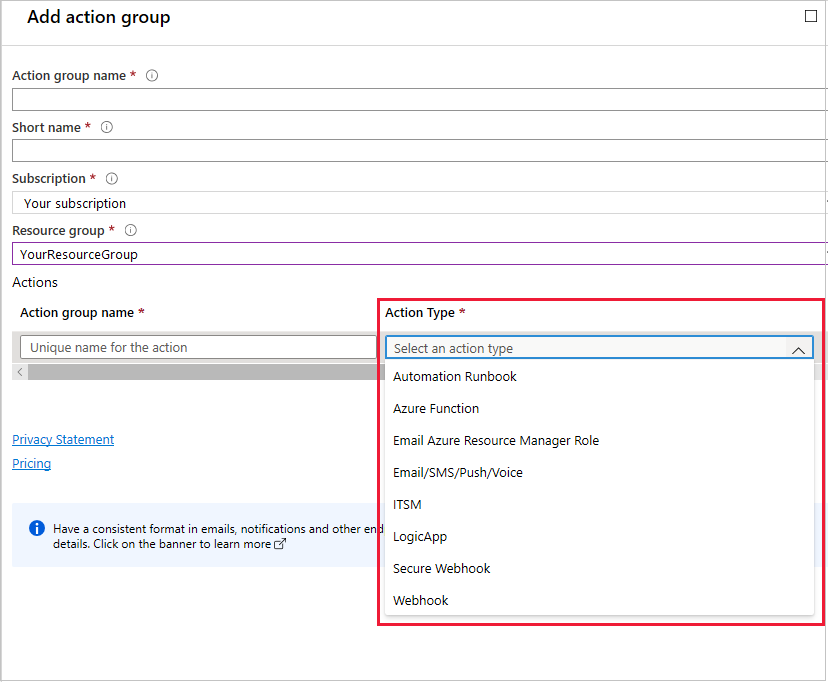 Add action group
Action group name *
Short name *
Subscription *
Your subscription
Resource group *
YourResourceGroup
Actions
Action group name *
Action Type *
Unique name for the action
Select an action type
Automation Runbook
Azure Function
Email Azure Resource Manager Role
Email/SMS/Push/Voice
ITSM
LogicApp
Secure Webhook
Webhook
Privacy Statement
Pricing
Have a consistent format in emails, notifications and other end
details. Click on the banner to learn more